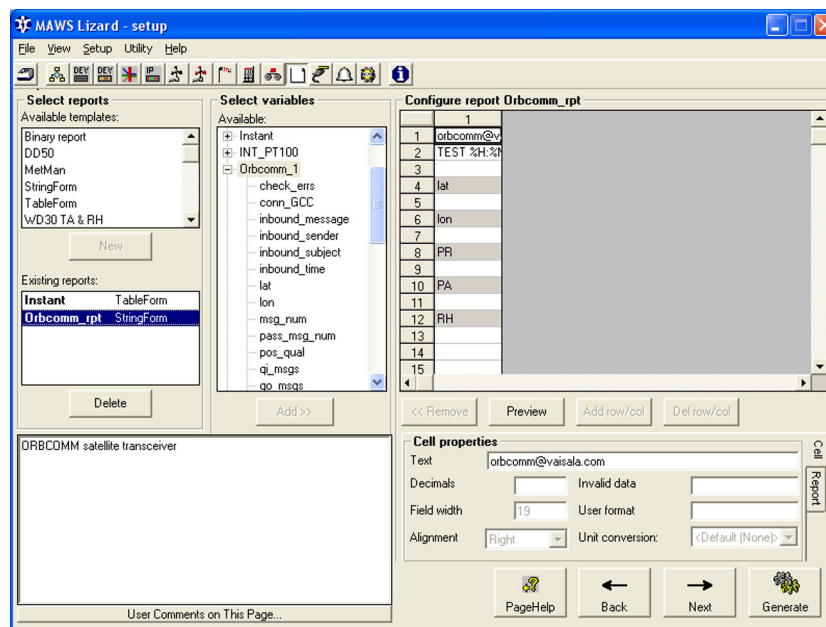 MAWS Lizard - setup
File View Setup Utility Help
DEV DEV IP
Select reports
Available templates:
Binary report
DD50
MetMan
StringForm
TableForm
WD30 TA & RH
New
Existing reports:
Instant TableForm
Orbcomm_rpt StringForm
Delete
Select variables
Available:
Instant
INT_PT100
Orbcomm_1
check_errs
conn_GCC
inbound_message
inbound_sender
inbound_subject
inbound_time
lat
lon
msg_num
pass_msg_num
pos_qual
qi_msgs
qo_msgs
Add >>
Configure report Orbcomm_rpt
1
1 orbcomm@v
2 TEST %H:%
3
4 lat
5
6 lon
7
8 PR
9
10 PA
11
12 RH
13
14
15
<< Remove Preview Add row/col Del row/col
ORBCOMM satellite transceiver
User Comments on This Page...
Cell properties
Text orbcomm@vaisala.com
Decimals Invalid data
Field width 19 User format
Alignment Right Unit conversion: <Default (None)>
Cell
Report
PageHelp Back Next Generate